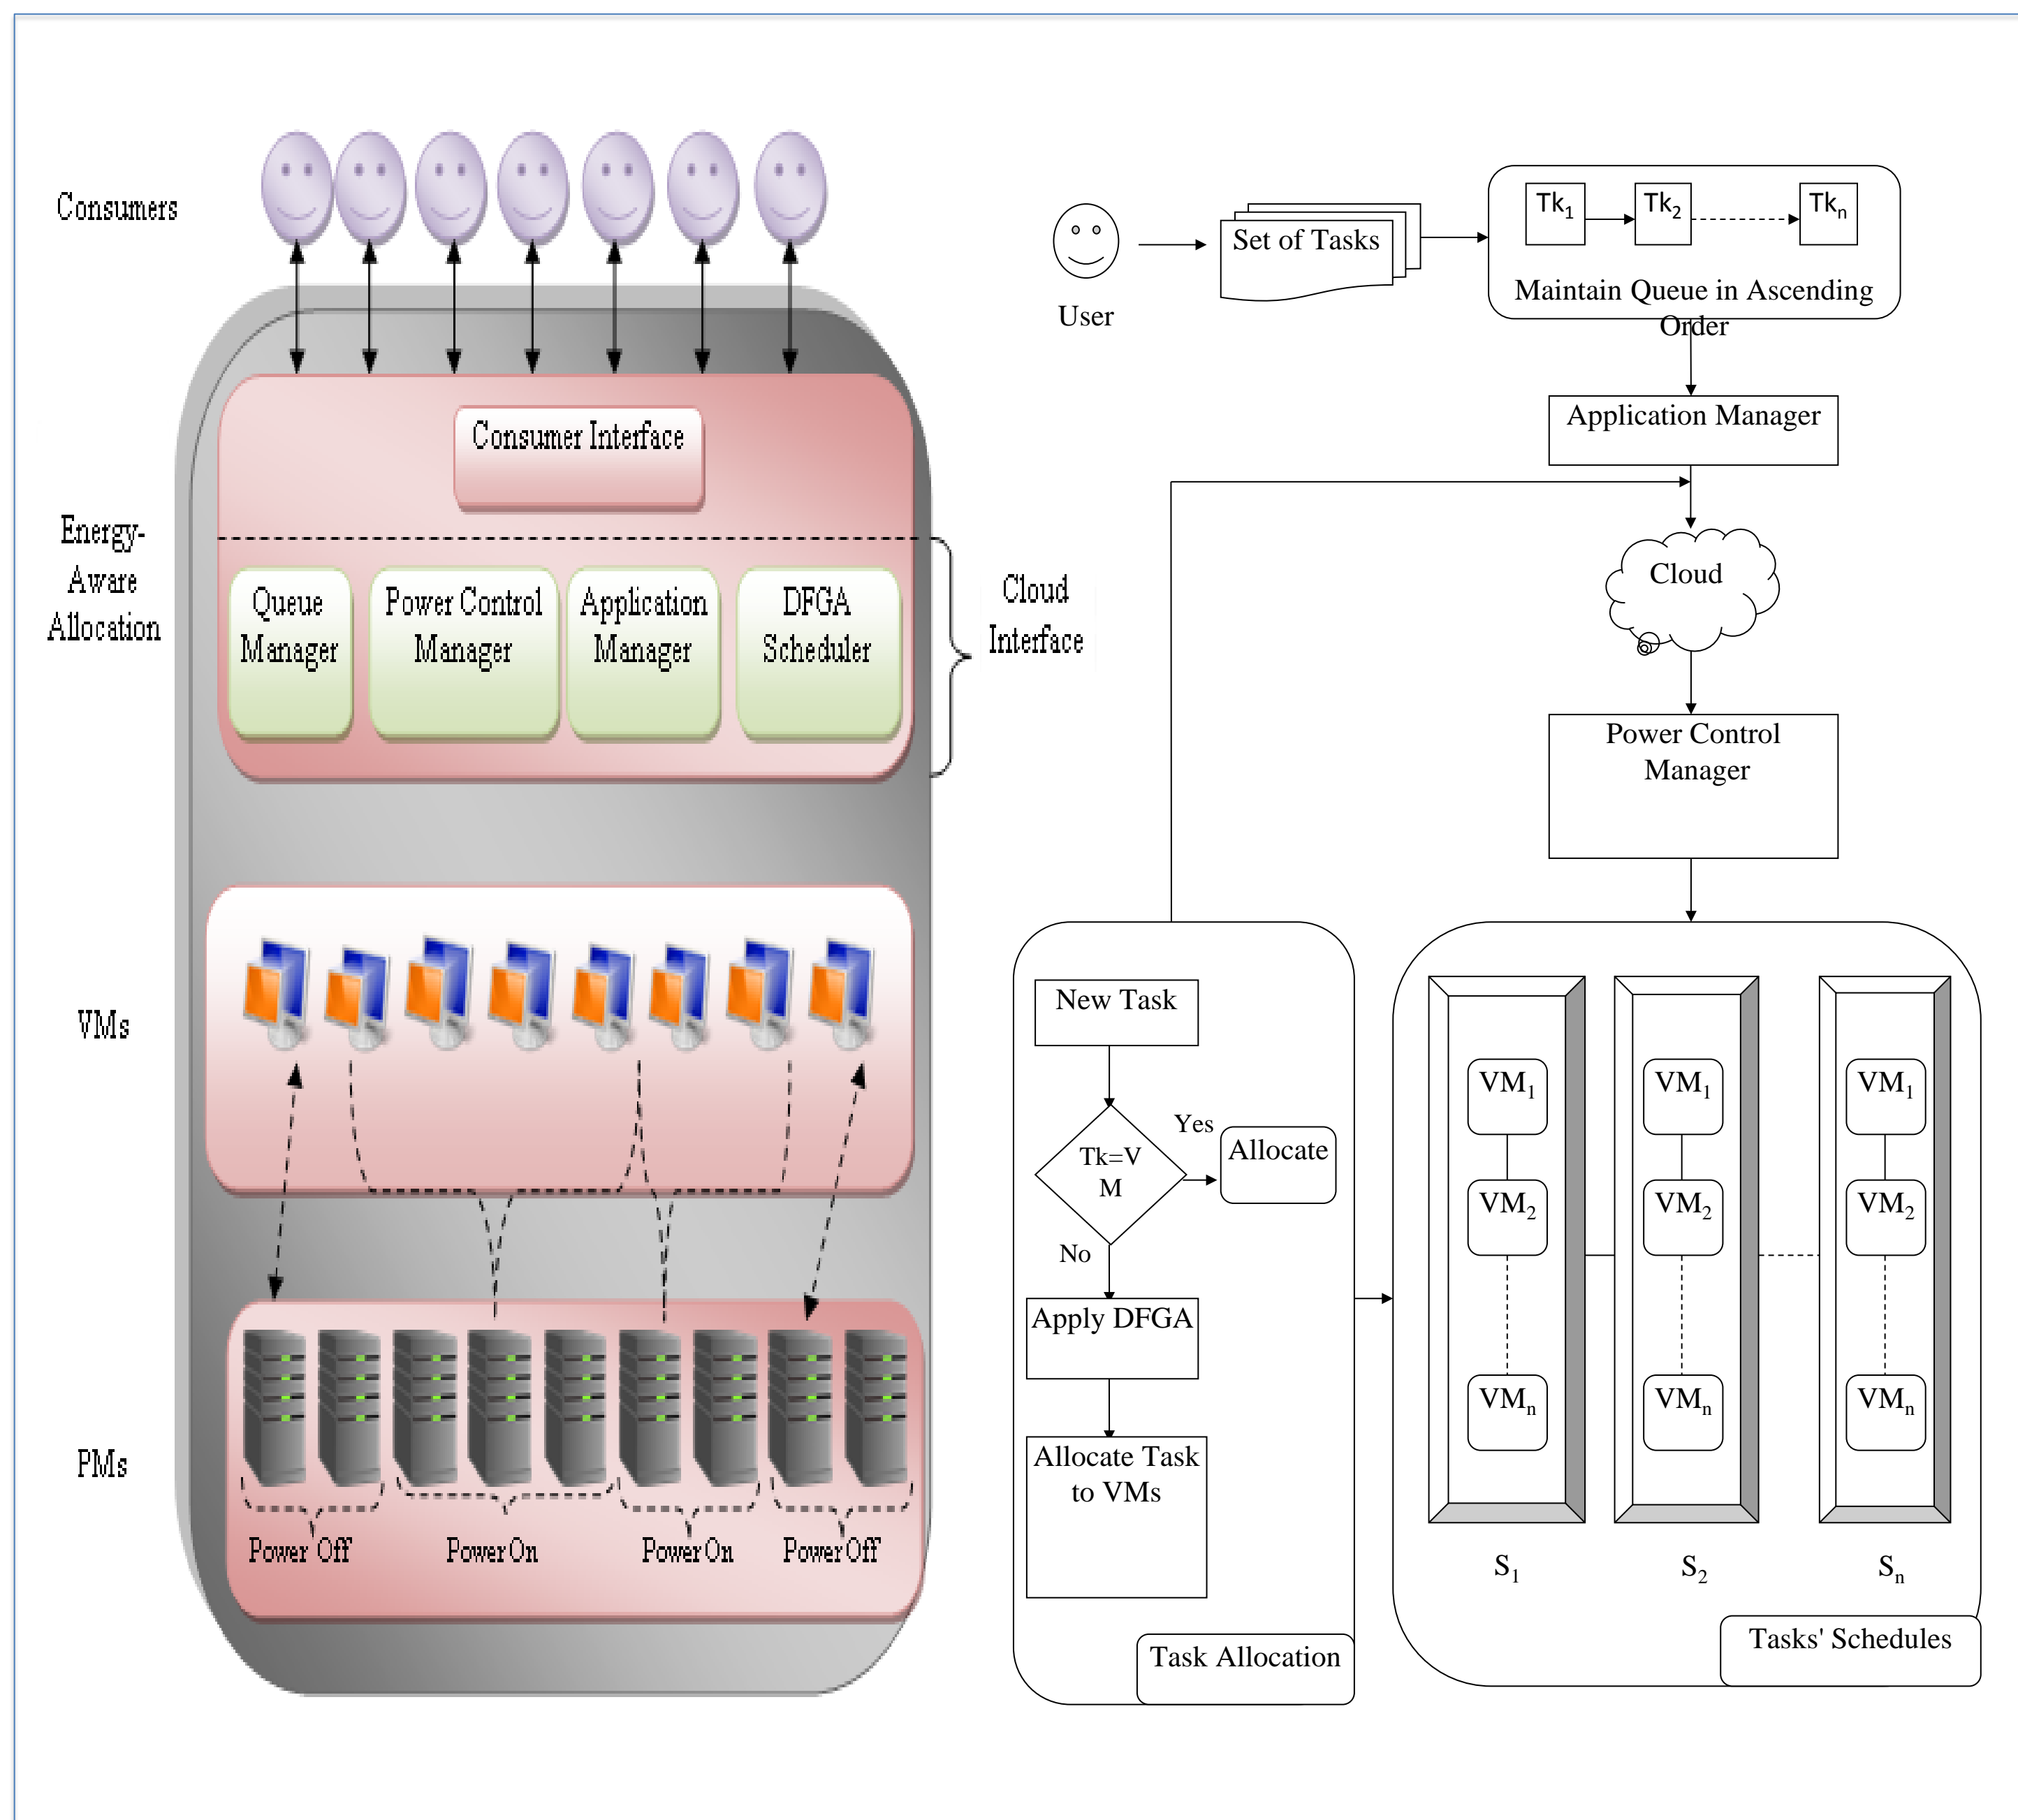 Consumers
Consumer Interface
Energy-
Aware
Allocation
Queue
Manager
Power Control
Manager
Application
Manager
DFGA
Scheduler
Cloud
Interface
VMs
PMs
Power Off
Power On
Power On
Power Off
User
Set of Tasks
Tk1
Tk2
Tkn
Maintain Queue in Ascending
Order
Application Manager
Cloud
Power Control
Manager
New Task
Tk=V
M
Yes
Allocate
No
Apply DFGA
Allocate Task
to VMs
Task Allocation
VM1
VM2
VMn
S1
VM1
VM2
VMn
S2
VM1
VM2
VMn
Sn
Tasks' Schedules